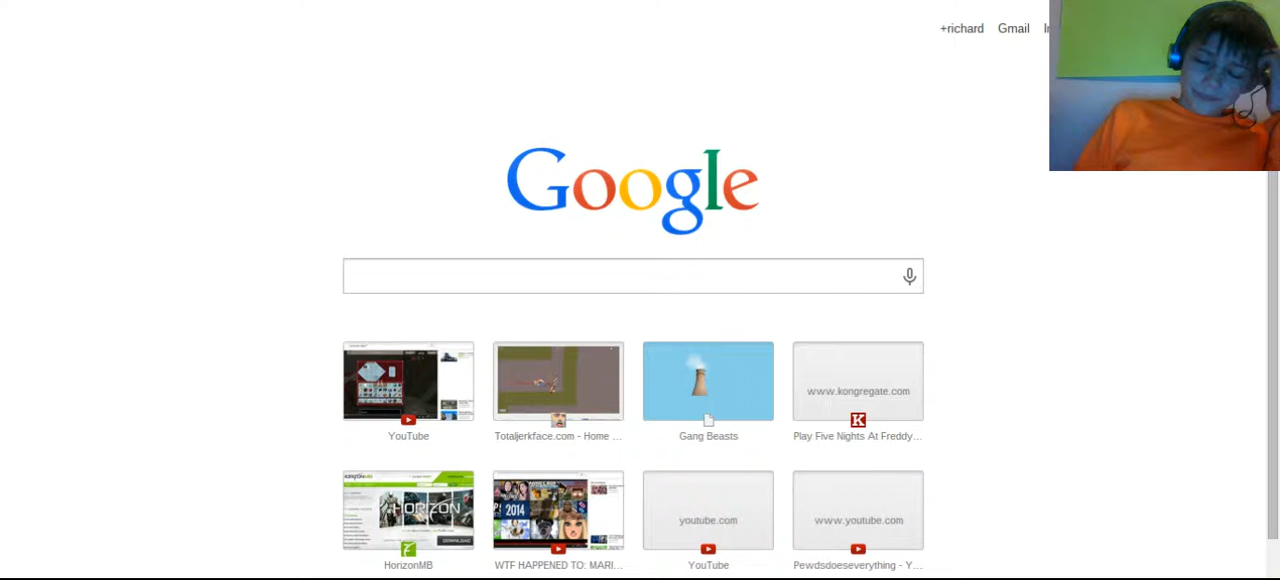 +richard Gmail
Google
www.kongregate.com
YouTube
Totaljerkface.com - Home ...
Gang Beasts
Play Five Nights At Freddy...
HORIZON
2014
youtube.com
www.youtube.com
HorizonMB
WTF HAPPENED TO: MARI...
YouTube
Pewdsdoeseverything - Y...